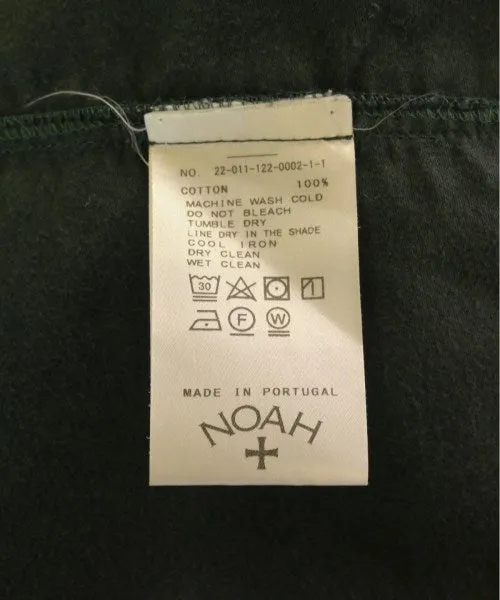 NO. 22-011-122-0002-1-1
COTTON 100%
MACHINE WASH COLD
DO NOT BLEACH
TUMBLE DRY
LINE DRY IN THE SHADE
COOL IRON
DRY CLEAN
WET CLEAN
30
F W
MADE IN PORTUGAL
NOAH